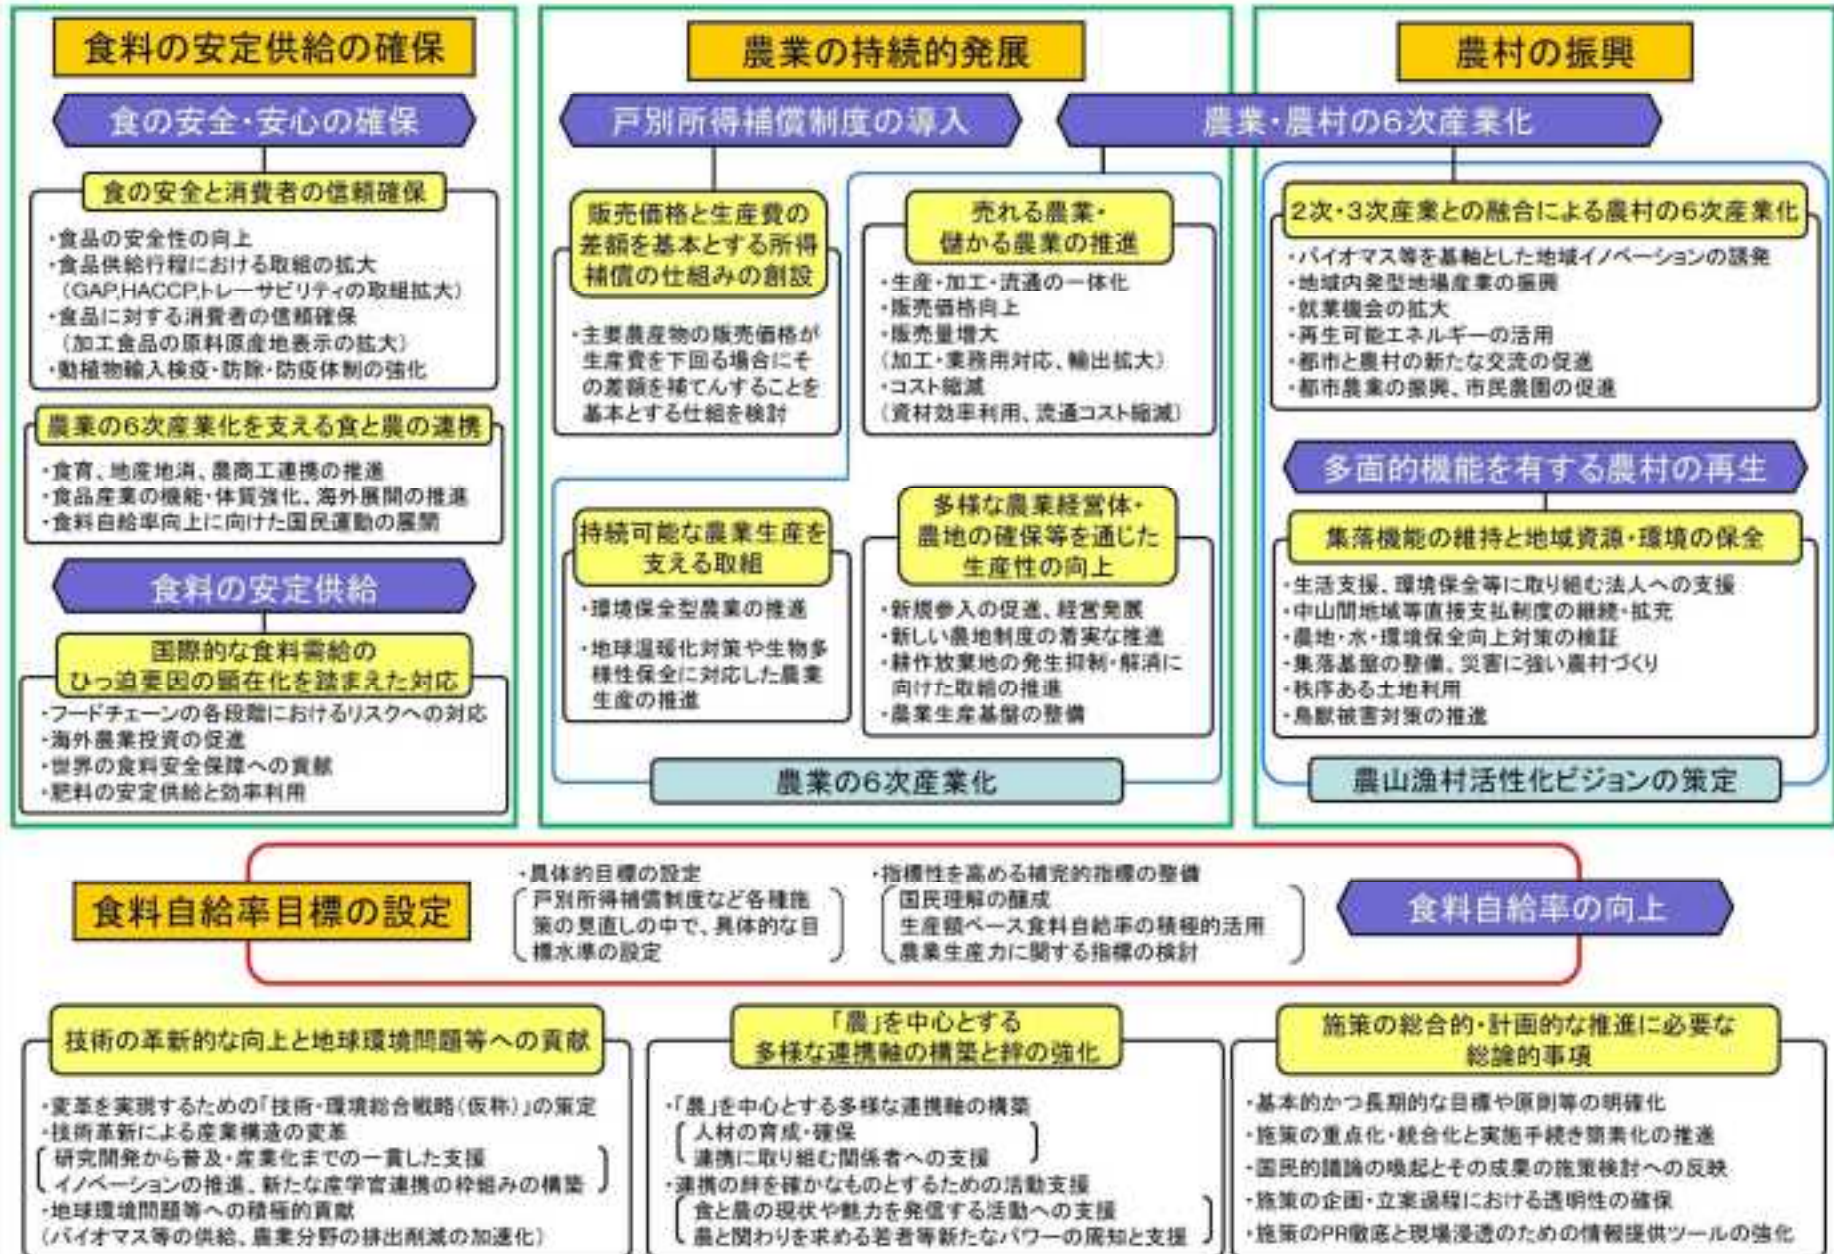 食料の安定供給の確保
食の安全・安心の確保
食の安全と消費者の信頼確保
・食品の安全性の向上
・食品供給行程における取組の拡大
(GAP,HACCP,トレーサビリティの取組拡大)
・食品に対する消費者の信頼確保
(加工食品の原料原産地表示の拡大)
・動植物輸入検疫・防除・防疫体制の強化
農業の6次産業化を支える食と農の連携
・食育、地産地消、農商工連携の推進
・食品産業の機能・体質強化、海外展開の推進
・食料自給率向上に向けた国民運動の展開
食料の安定供給
国際的な食料需給の
ひっ迫要因の顕在化を踏まえた対応
・フードチェーンの各段階におけるリスクへの対応
・海外農業投資の促進
・世界の食料安全保障への貢献
・肥料の安定供給と効率利用
農業の持続的発展
戸別所得補償制度の導入
農業・農村の6次産業化
販売価格と生産費の
差額を基本とする所得
補償の仕組みの創設
・主要農産物の販売価格が
生産費を下回る場合にそ
の差額を補てんすることを
基本とする仕組を検討
売れる農業・
儲かる農業の推進
・生産・加工・流通の一体化
・販売価格向上
・販売量増大
(加工・業務用対応、輸出拡大)
・コスト縮減
(資材効率利用、流通コスト縮減)
持続可能な農業生産を
支える取組
・環境保全型農業の推進
・地球温暖化対策や生物多
様性保全に対応した農業
生産の推進
多様な農業経営体・
農地の確保等を通じた
生産性の向上
・新規参入の促進、経営発展
・新しい農地制度の着実な推進
・耕作放棄地の発生抑制・解消に
向けた取組の推進
・農業生産基盤の整備
農業の6次産業化
農村の振興
2次・3次産業との融合による農村の6次産業化
・バイオマス等を基軸とした地域イノベーションの誘発
・地域内発型地場産業の振興
・就業機会の拡大
・再生可能エネルギーの活用
・都市と農村の新たな交流の促進
・都市農業の振興、市民農園の促進
多面的機能を有する農村の再生
集落機能の維持と地域資源・環境の保全
・生活支援、環境保全等に取り組む法人への支援
・中山間地域等直接支払制度の継続・拡充
・農地・水・環境保全向上対策の検証
・集落基盤の整備、災害に強い農村づくり
・秩序ある土地利用
・鳥獣被害対策の推進
農山漁村活性化ビジョンの策定
食料自給率目標の設定
・具体的目標の設定
戸別所得補償制度など各種施
策の見直しの中で、具体的な目
標水準の設定
・指標性を高める補完的指標の整備
国民理解の醸成
生産額ベース食料自給率の積極的活用
農業生産力に関する指標の検討
食料自給率の向上
技術の革新的な向上と地球環境問題等への貢献
・変革を実現するための「技術・環境総合戦略(仮称)」の策定
・技術革新による産業構造の変革
研究開発から普及・産業化までの一貫した支援
イノベーションの推進、新たな産学官連携の枠組みの構築
・地球環境問題等への積極的貢献
(バイオマス等の供給、農業分野の排出削減の加速化)
「農」を中心とする
多様な連携軸の構築と絆の強化
・「農」を中心とする多様な連携軸の構築
人材の育成・確保
連携に取り組む関係者への支援
・連携の絆を確かなものとするための活動支援
食と農の現状や魅力を発信する活動への支援
農と関わりを求める若者等新たなパワーの周知と支援
施策の総合的・計画的な推進に必要な
総論的事項
・基本的かつ長期的な目標や原則等の明確化
・施策の重点化・統合化と実施手続き簡素化の推進
・国民的議論の喚起とその成果の施策検討への反映
・施策の企画・立案過程における透明性の確保
・施策のPR徹底と現場浸透のための情報提供ツールの強化